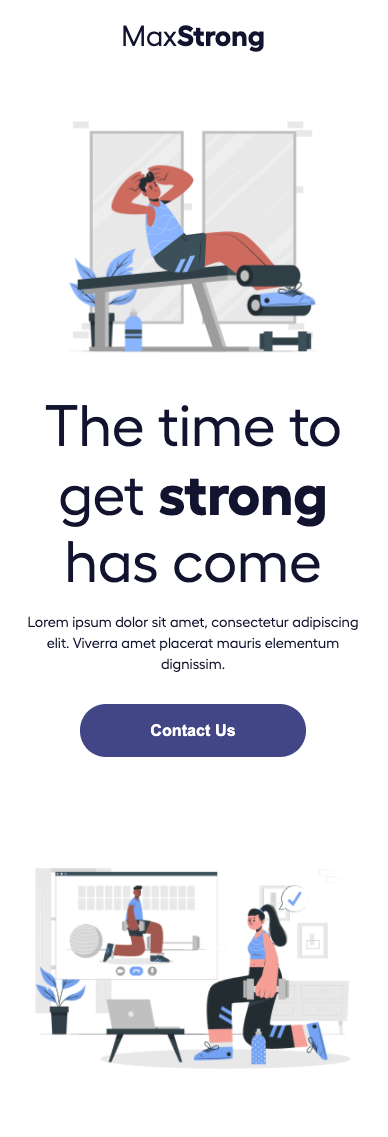 MaxStrong
The time to
get strong
has come
Lorem ipsum dolor sit amet, consectetur adipiscing
elit. Viverra amet placerat mauris elementum
dignissim.
Contact Us